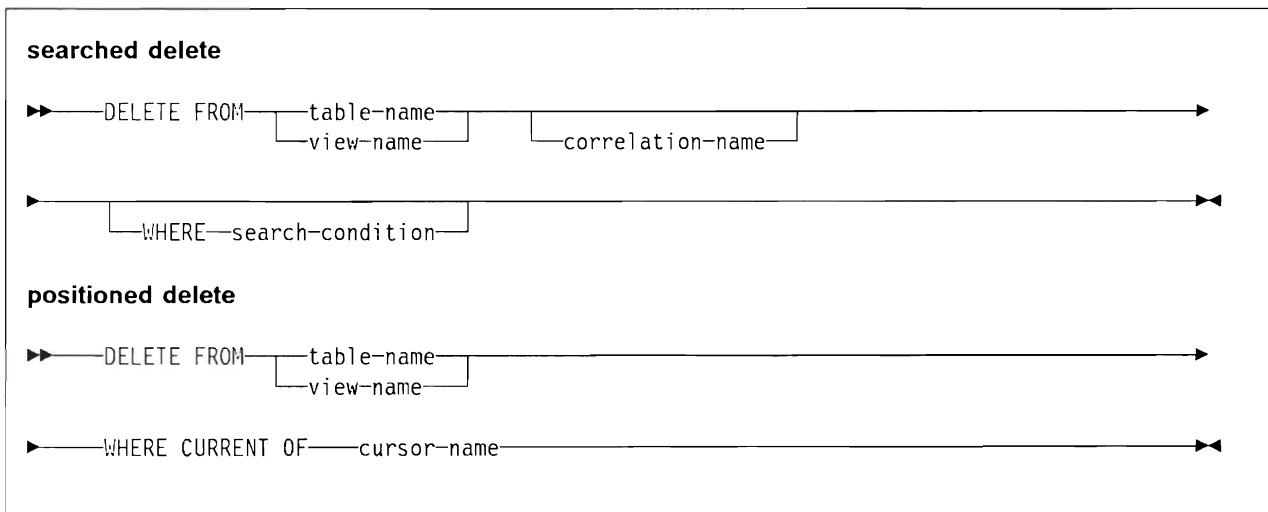 searched delete
DELETE FROM table-name
view-name correlation-name
WHERE search-condition
positioned delete
DELETE FROM table-name
view-name
WHERE CURRENT OF cursor-name